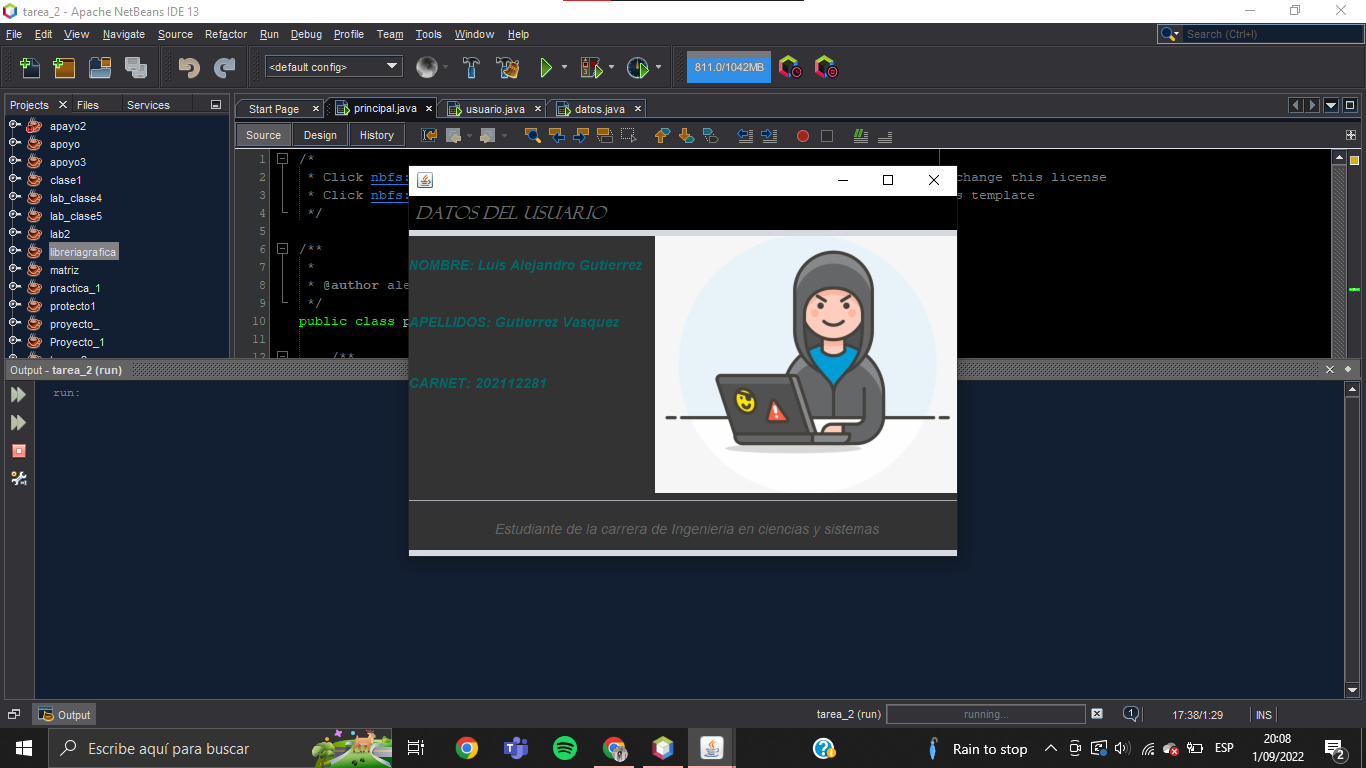 tarea_2 - Apache NetBeans IDE 13
File Edit View Navigate Source Refactor Run Debug Profile Team Tools Window Help
Search (Ctrl+I)
<default config>
811.0/1042MB
Projects Files Services
Start Page principal.java usuario.java datos.java
Source Design History
apayo2
apoyo
apoyo3
clase1
lab_clase4
lab_clase5
lab2
libreriagrafica
matriz
practica_1
protecto1
proyecto_
Proyecto_1
1 /*
2 * Click nbfs: change this license
3 * Click nbfs: s template
4 */
5
6 /**
7 *
8 * @author ale
9 */
10 public class p
11
12 /**
DATOS DEL USUARIO
NOMBRE: Luis Alejandro Gutierrez
APELLIDOS: Gutierrez Vasquez
CARNET: 202112281
Estudiante de la carrera de Ingenieria en ciencias y sistemas
Output - tarea_2 (run)
run:
Output
tarea_2 (run) running... 1 17:38/1:29 INS
Escribe aquí para buscar
Rain to stop
ESP
20:08
1/09/2022
2